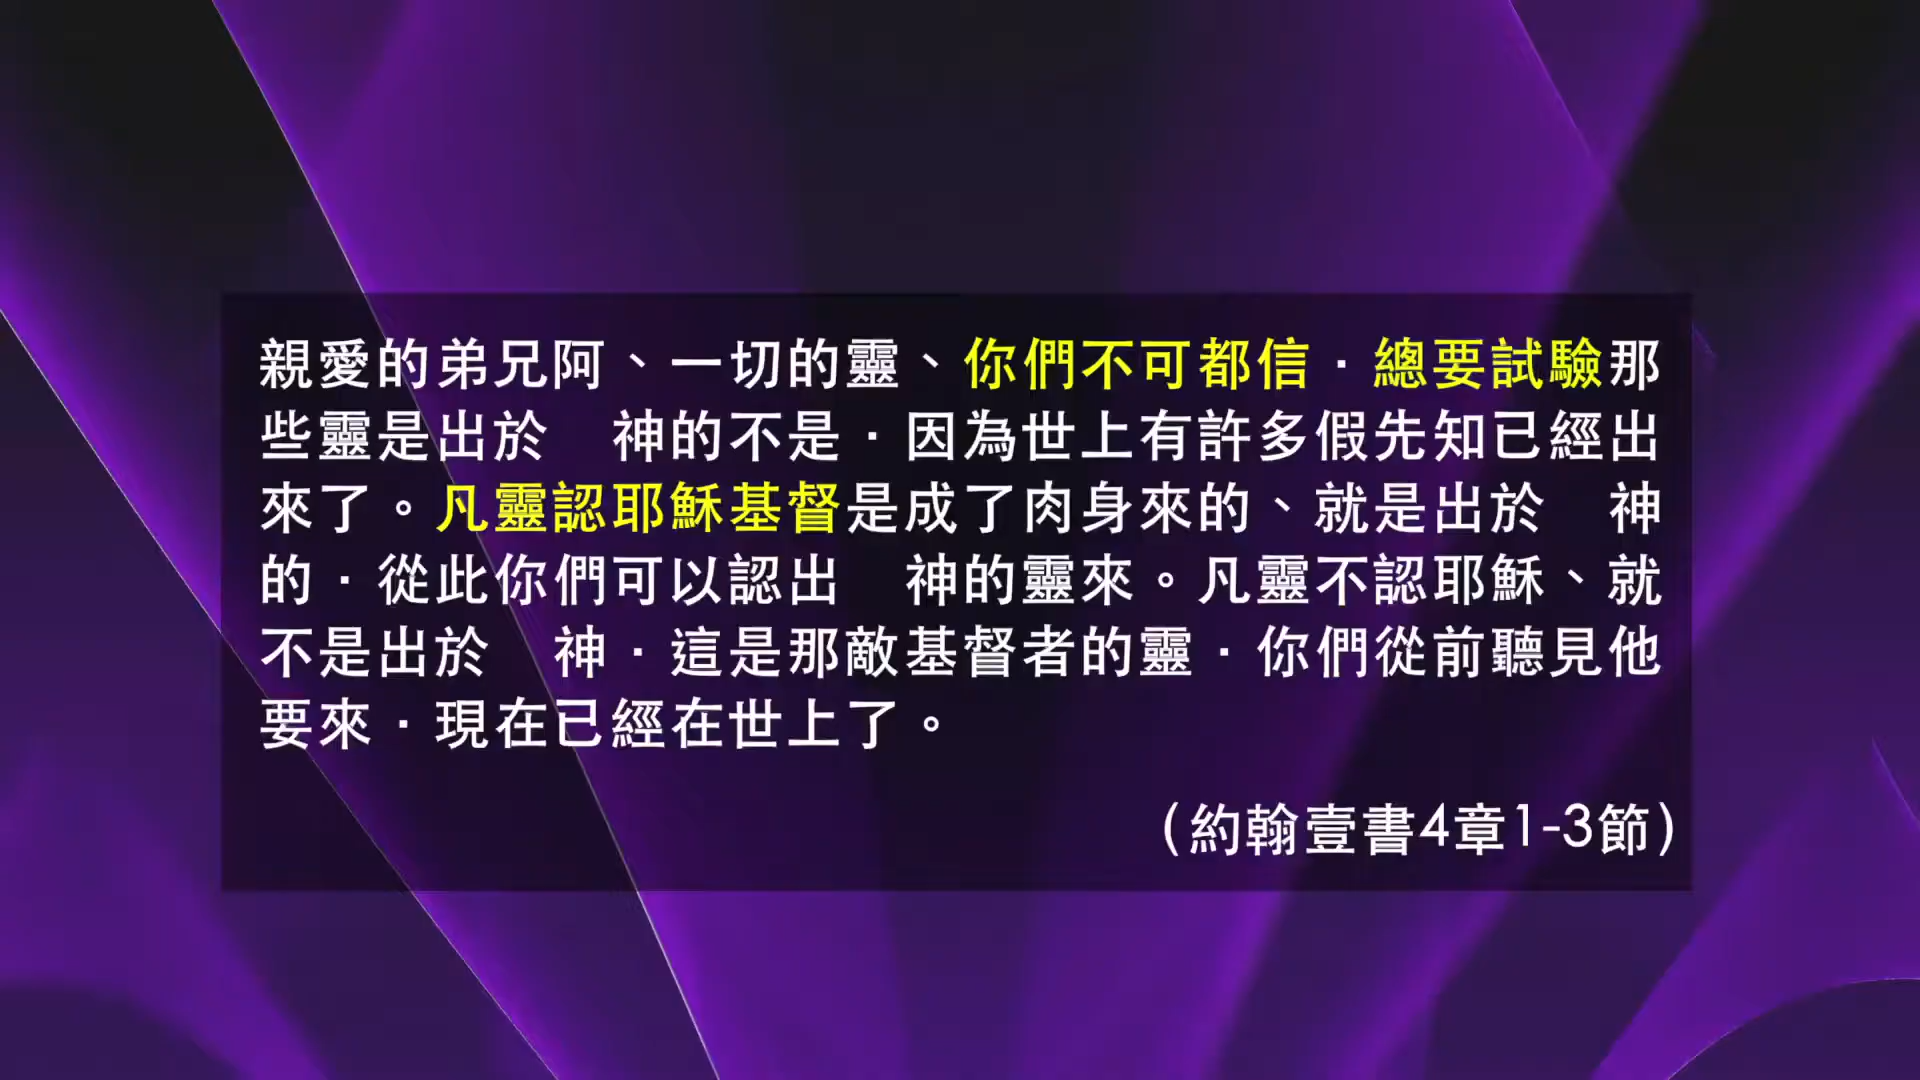 親愛的弟兄阿、一切的靈、你們不可都信．總要試驗那
些靈是出於　神的不是．因為世上有許多假先知已經出
來了。凡靈認耶穌基督是成了肉身來的、就是出於　神
的．從此你們可以認出　神的靈來。凡靈不認耶穌、就
不是出於　神．這是那敵基督者的靈．你們從前聽見他
要來．現在已經在世上了。
（約翰壹書4章1-3節）